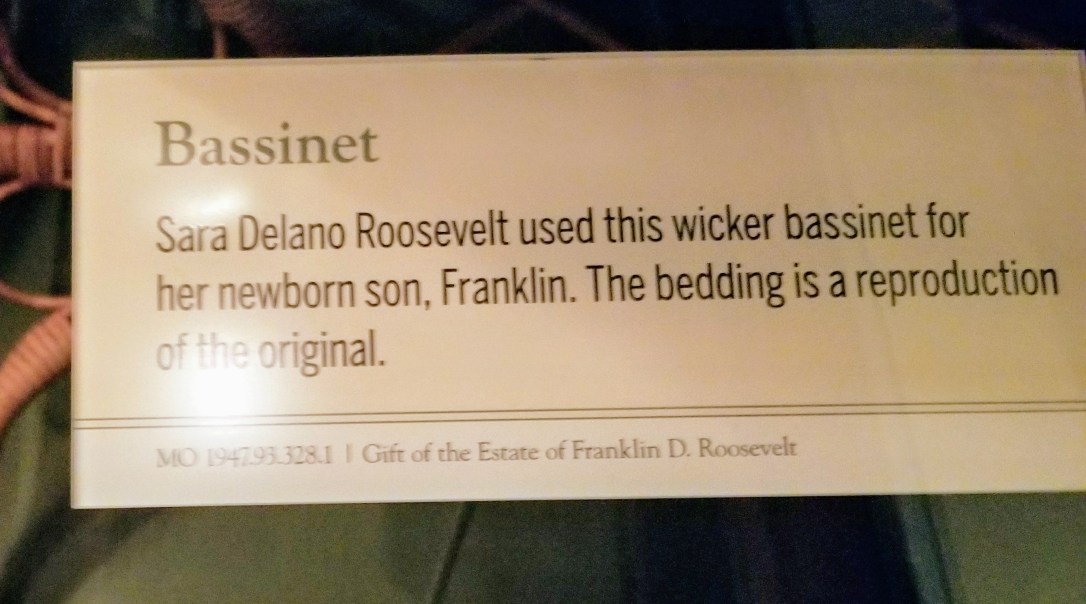 Bassinet
Sara Delano Roosevelt used this wicker bassinet for
her newborn son, Franklin. The bedding is a reproduction
of the original.
MO 1947.93.328.1 | Gift of the Estate of Franklin D. Roosevelt